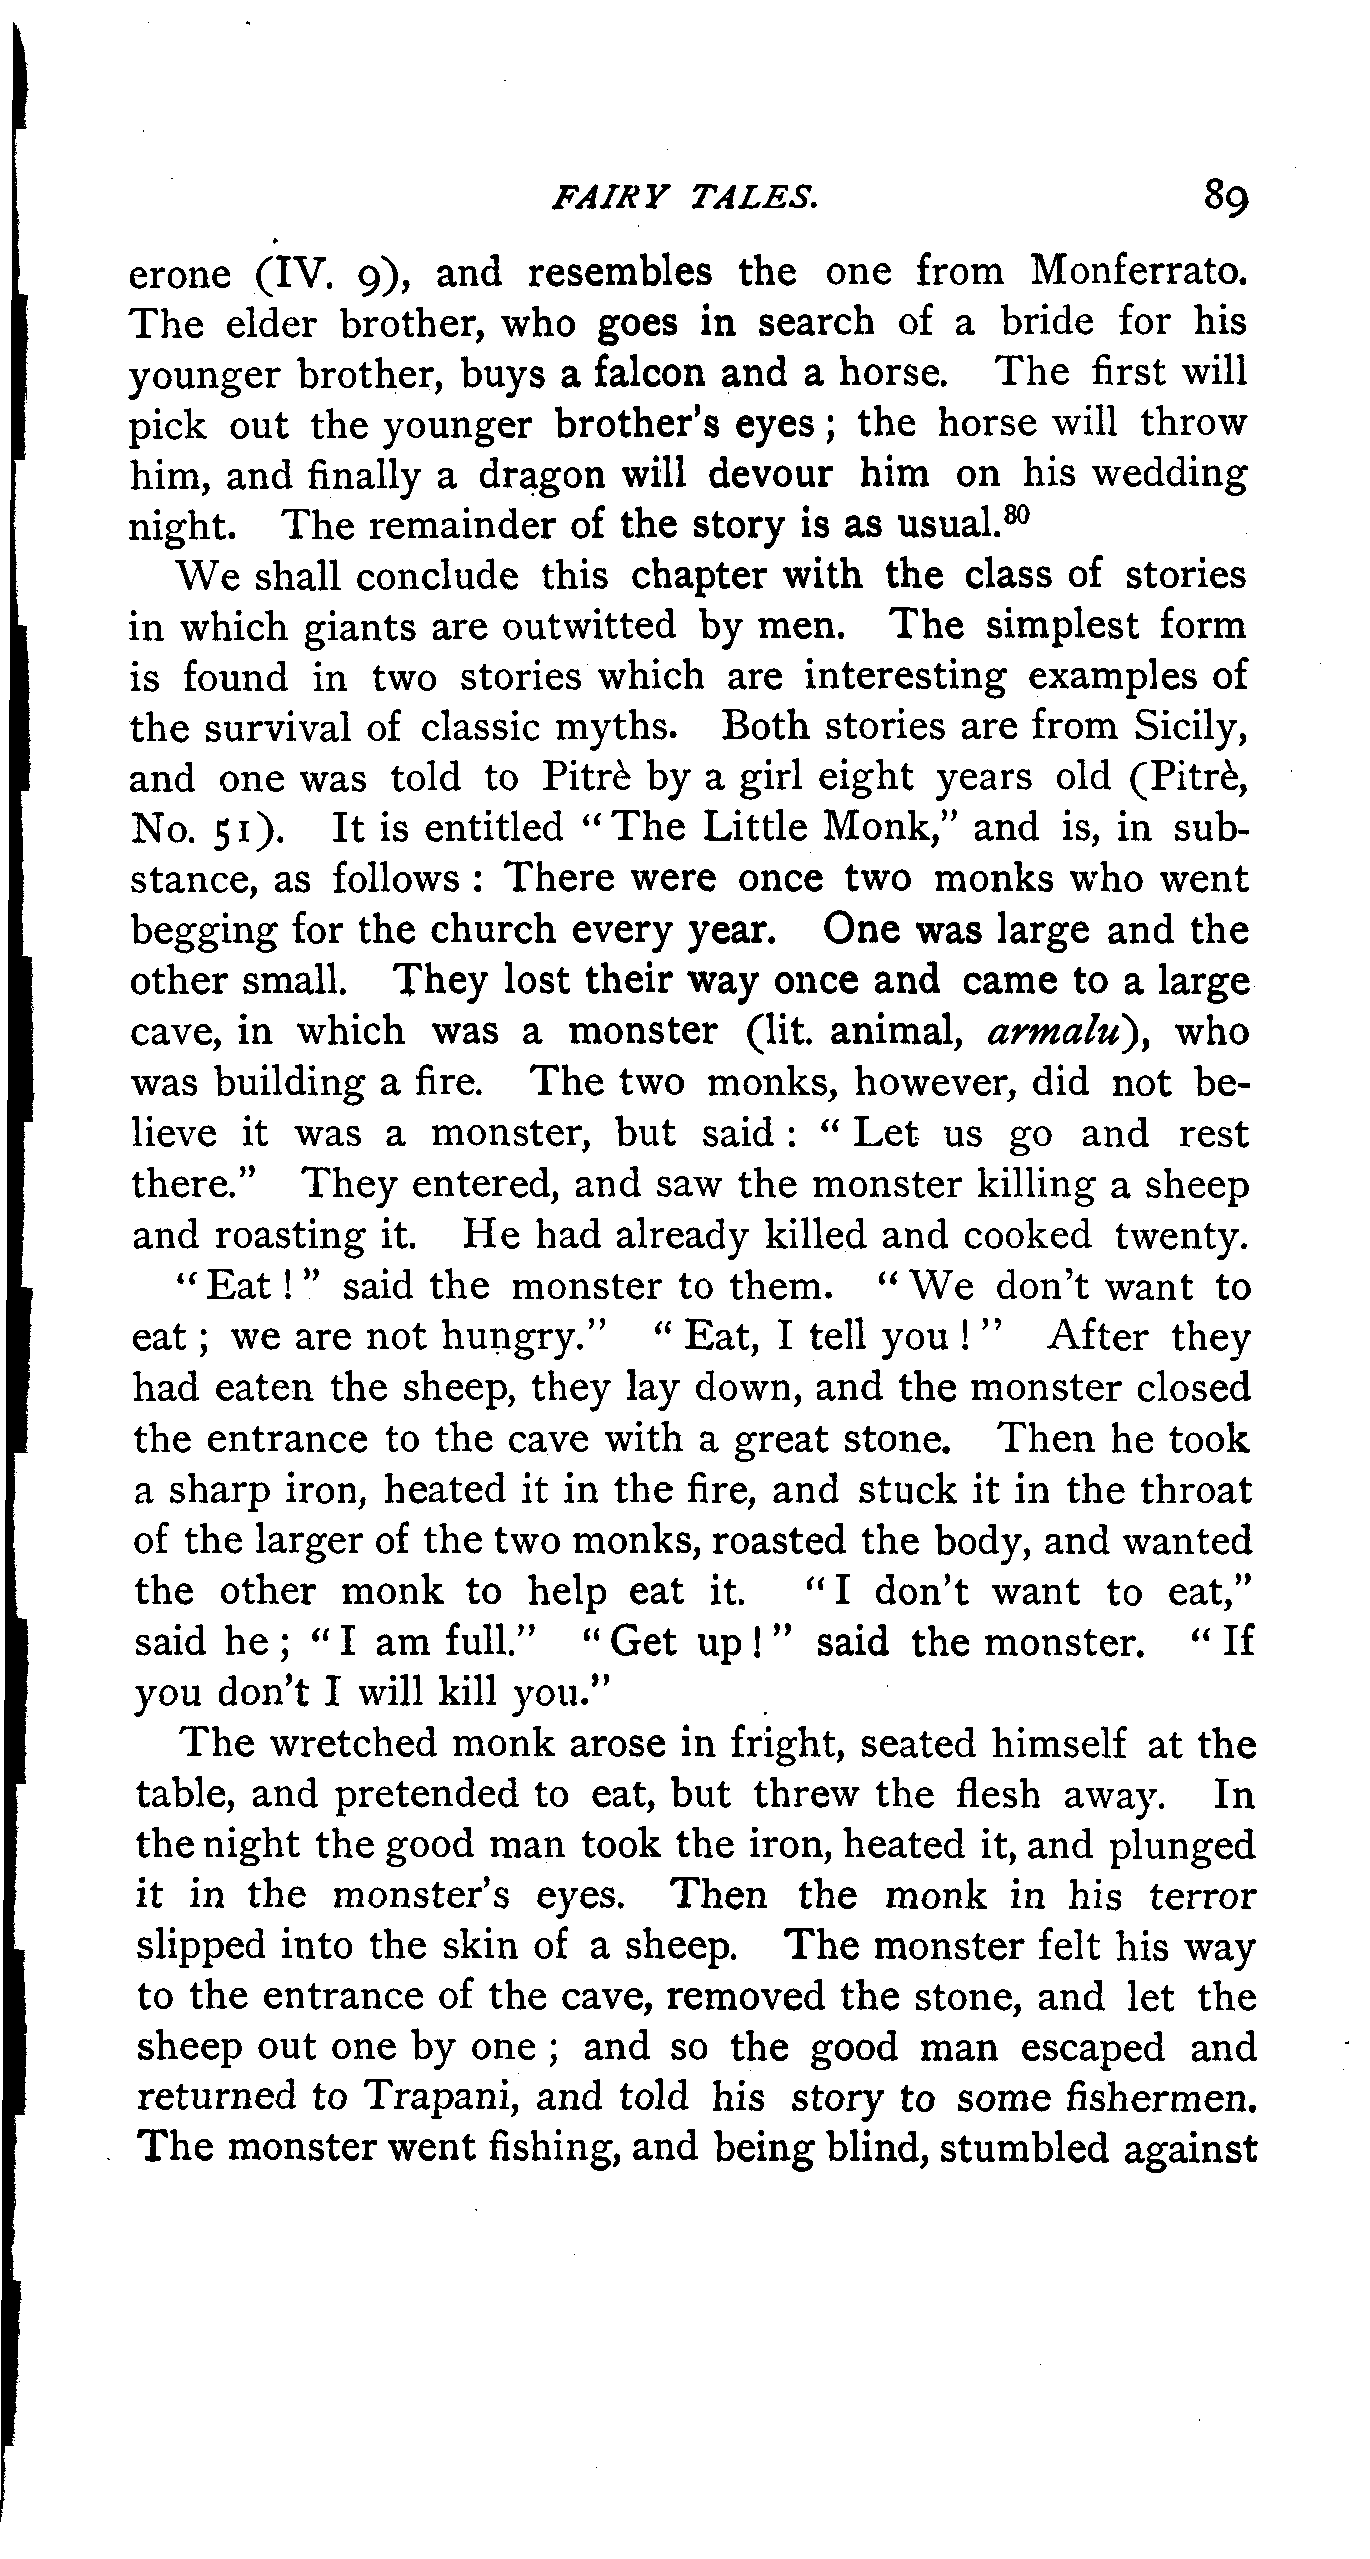 FAIRY TALES. 89
erone (IV. 9), and resembles the one from Monferrato.
The elder brother, who goes in search of a bride for his
younger brother, buys a falcon and a horse. The first will
pick out the younger brother's eyes; the horse will throw
him, and finally a dragon will devour him on his wedding
night. The remainder of the story is as usual.80
We shall conclude this chapter with the class of stories
in which giants are outwitted by men. The simplest form
is found in two stories which are interesting examples of
the survival of classic myths. Both stories are from Sicily,
and one was told to Pitrè by a girl eight years old (Pitrè,
No. 51). It is entitled "The Little Monk," and is, in sub-
stance, as follows: There were once two monks who went
begging for the church every year. One was large and the
other small. They lost their way once and came to a large
cave, in which was a monster (lit. animal, armalu), who
was building a fire. The two monks, however, did not be-
lieve it was a monster, but said: "Let us go and rest
there." They entered, and saw the monster killing a sheep
and roasting it. He had already killed and cooked twenty.
"Eat!" said the monster to them. "We don't want to
eat; we are not hungry." "Eat, I tell you!" After they
had eaten the sheep, they lay down, and the monster closed
the entrance to the cave with a great stone. Then he took
a sharp iron, heated it in the fire, and stuck it in the throat
of the larger of the two monks, roasted the body, and wanted
the other monk to help eat it. "I don't want to eat,"
said he; "I am full." "Get up!" said the monster. "If
you don't I will kill you."
The wretched monk arose in fright, seated himself at the
table, and pretended to eat, but threw the flesh away. In
the night the good man took the iron, heated it, and plunged
it in the monster's eyes. Then the monk in his terror
slipped into the skin of a sheep. The monster felt his way
to the entrance of the cave, removed the stone, and let the
sheep out one by one; and so the good man escaped and
returned to Trapani, and told his story to some fishermen.
The monster went fishing, and being blind, stumbled against